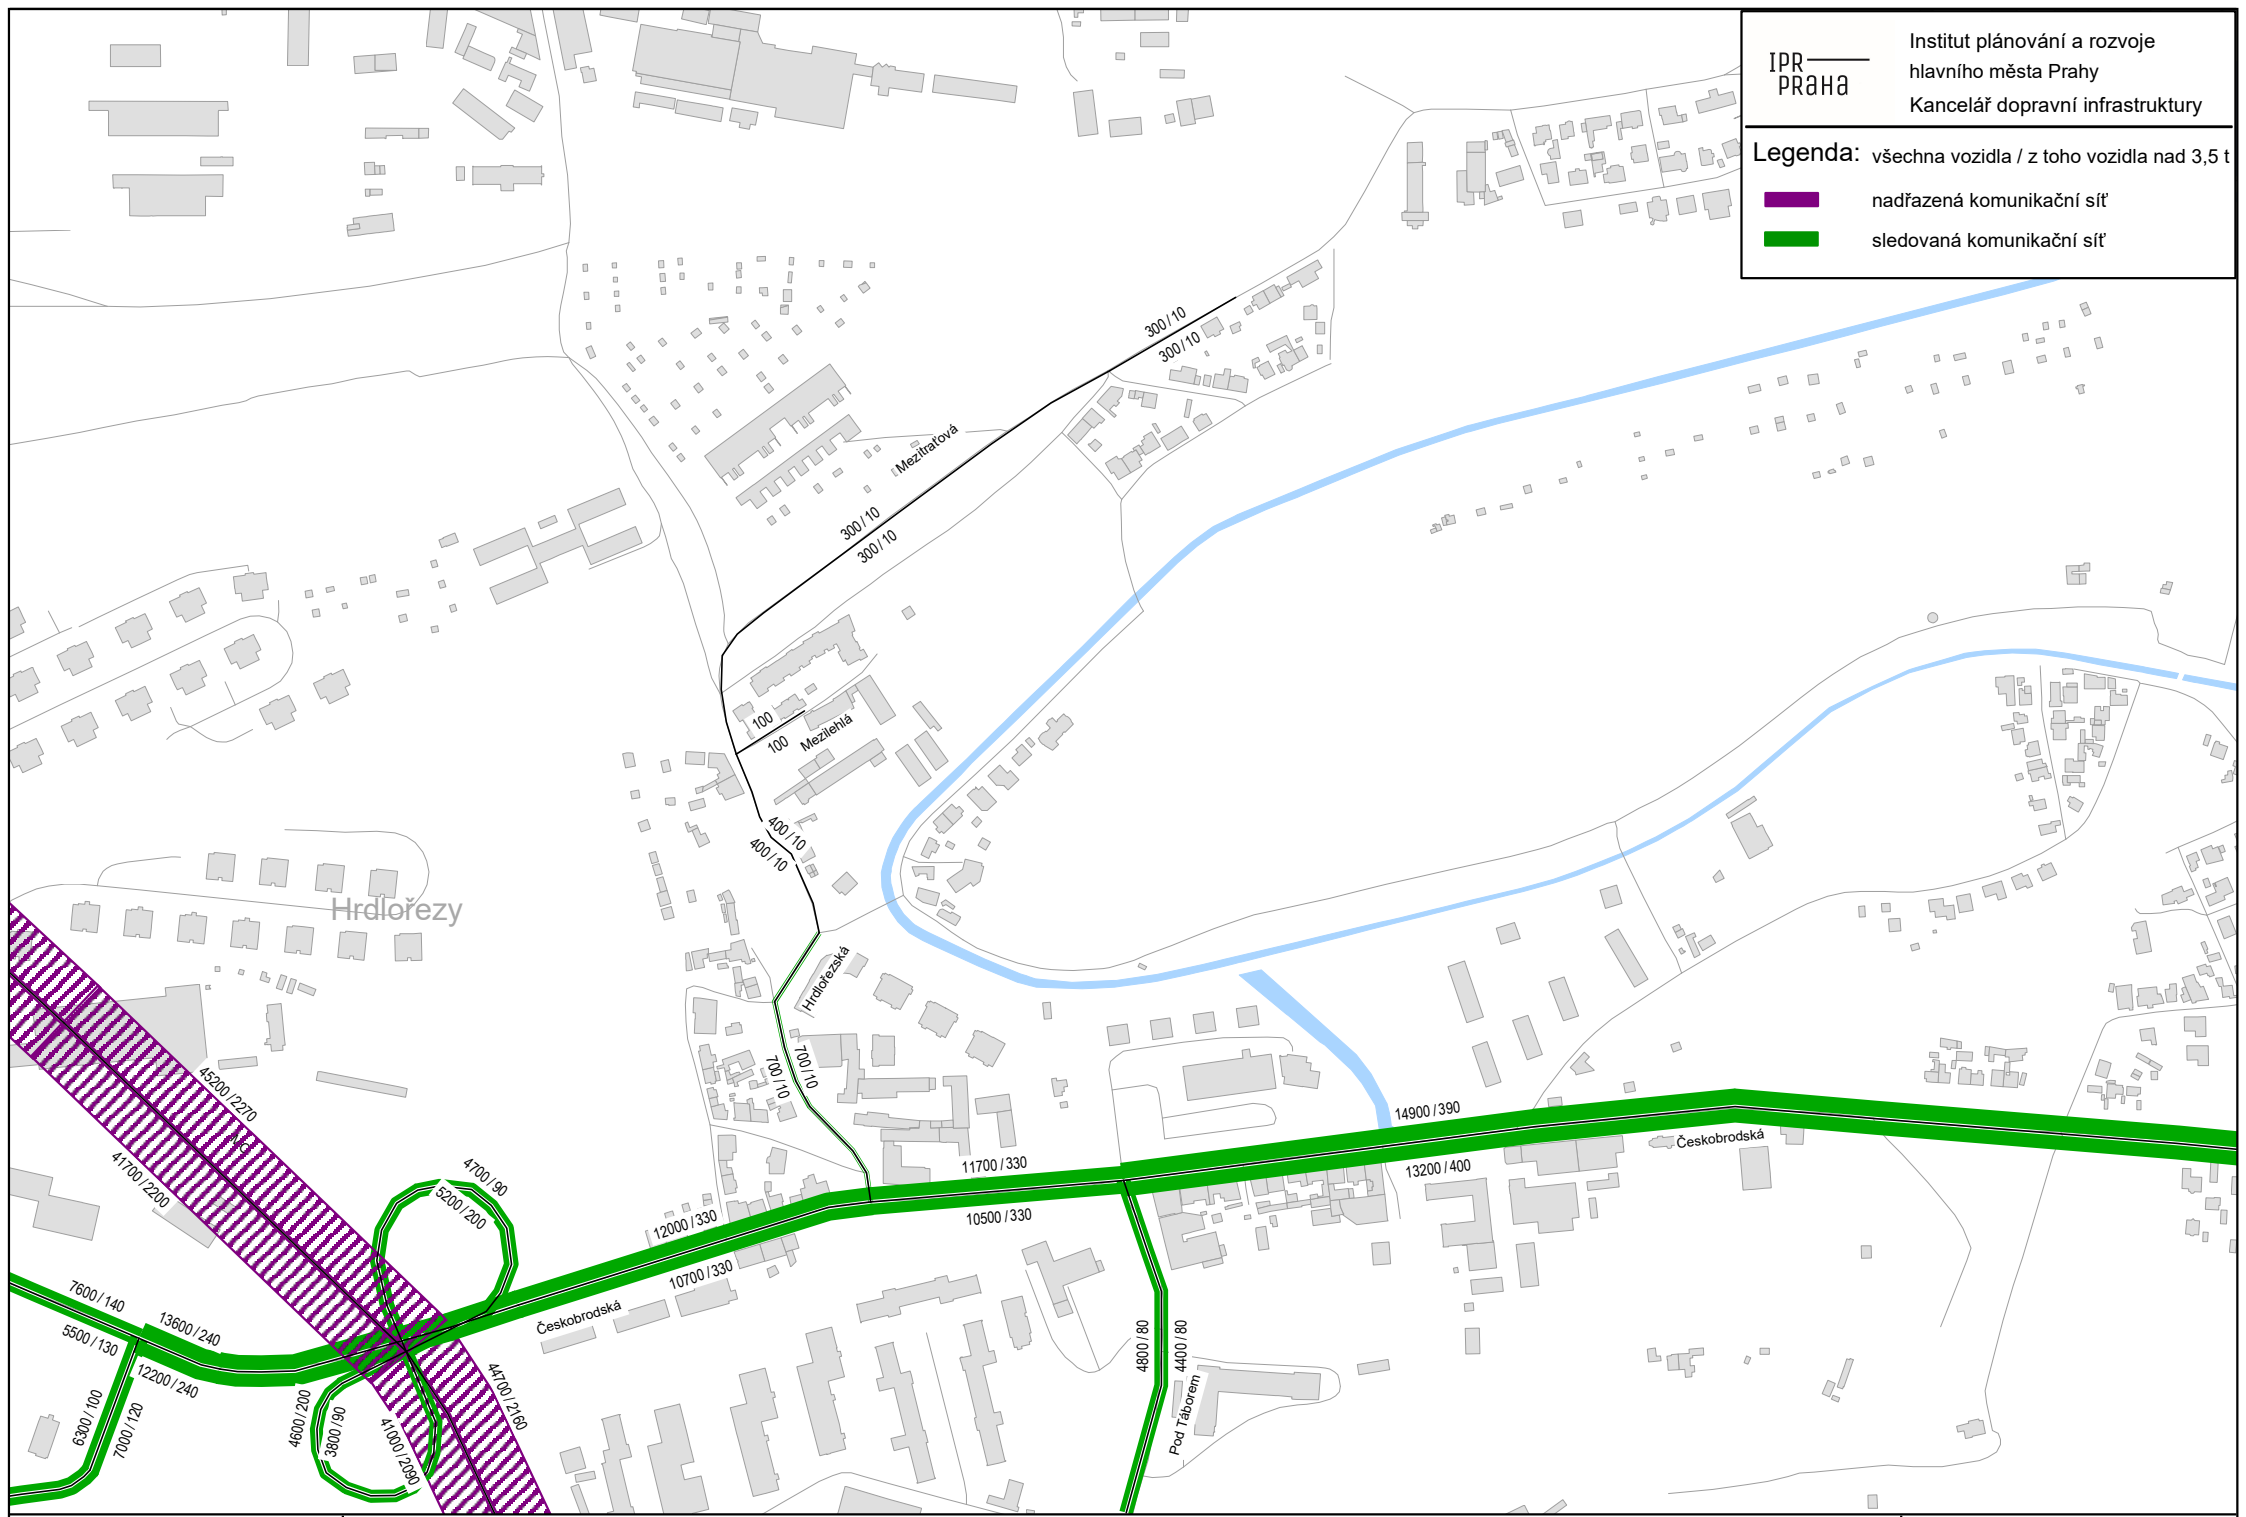 IPR
PRAHA
Institut plánování a rozvoje
hlavního města Prahy
Kancelář dopravní infrastruktury
Legenda: všechna vozidla / z toho vozidla nad 3,5 t
nadřazená komunikační síť
sledovaná komunikační síť
300 / 10
300 / 10
Mezitraťová
300 / 10
300 / 10
100
100
Mezilehlá
400 / 10
400 / 10
Hrdlořezy
Hrdlořezská
700 / 10
700 / 10
45200 / 2270
MO
41700 / 2200
4700 / 90
5200 / 200
14900 / 390
13200 / 400
Českobrodská
11700 / 330
10500 / 330
12000 / 330
10700 / 330
Českobrodská
7600 / 140
5500 / 130
13600 / 240
12200 / 240
6300 / 100
7000 / 120
4600 / 200
3800 / 90
41000 / 2090
44700 / 2160
4800 / 80
4400 / 80
Pod Táborem